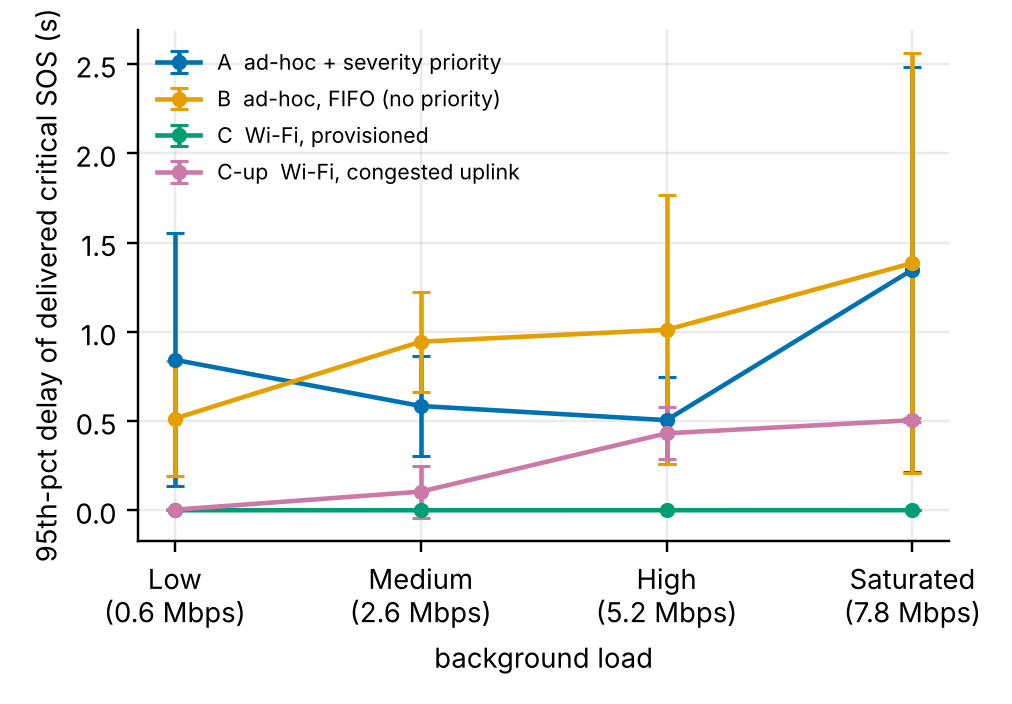 95th-pct delay of delivered critical SOS (s)
2.5
2.0
1.5
1.0
0.5
0.0
A ad-hoc + severity priority
B ad-hoc, FIFO (no priority)
C Wi-Fi, provisioned
C-up Wi-Fi, congested uplink
Low
(0.6 Mbps)
Medium
(2.6 Mbps)
High
(5.2 Mbps)
Saturated
(7.8 Mbps)
background load